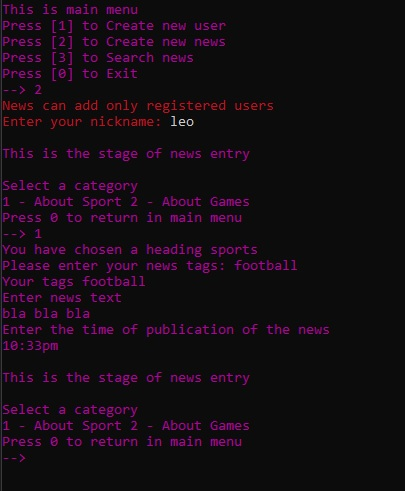 This is main menu
Press [1] to Create new user
Press [2] to Create new news
Press [3] to Search news
Press [0] to Exit
--> 2
News can add only registered users
Enter your nickname: leo
This is the stage of news entry
Select a category
1 - About Sport 2 - About Games
Press 0 to return in main menu
--> 1
You have chosen a heading sports
Please enter your news tags: football
Your tags football
Enter news text
bla bla bla
Enter the time of publication of the news
10:33pm
This is the stage of news entry
Select a category
1 - About Sport 2 - About Games
Press 0 to return in main menu
-->